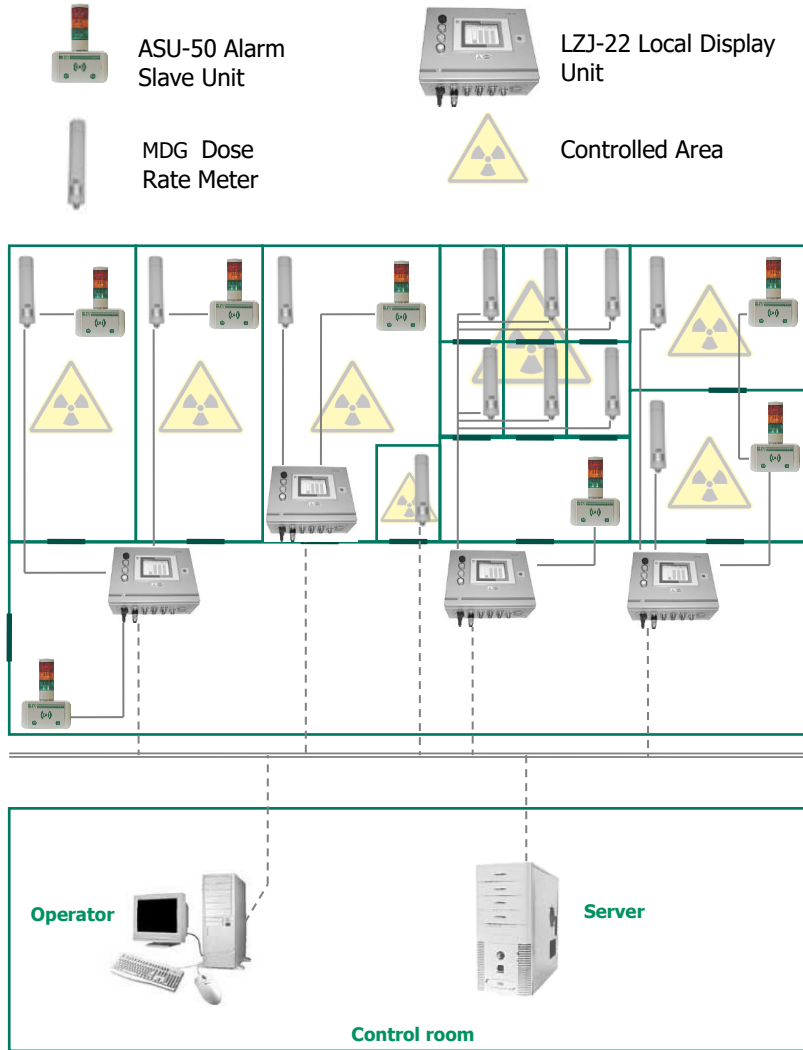 ASU-50 Alarm
Slave Unit
LZJ-22 Local Display
Unit
MDG Dose
Rate Meter
Controlled Area
Operator
Server
Control room